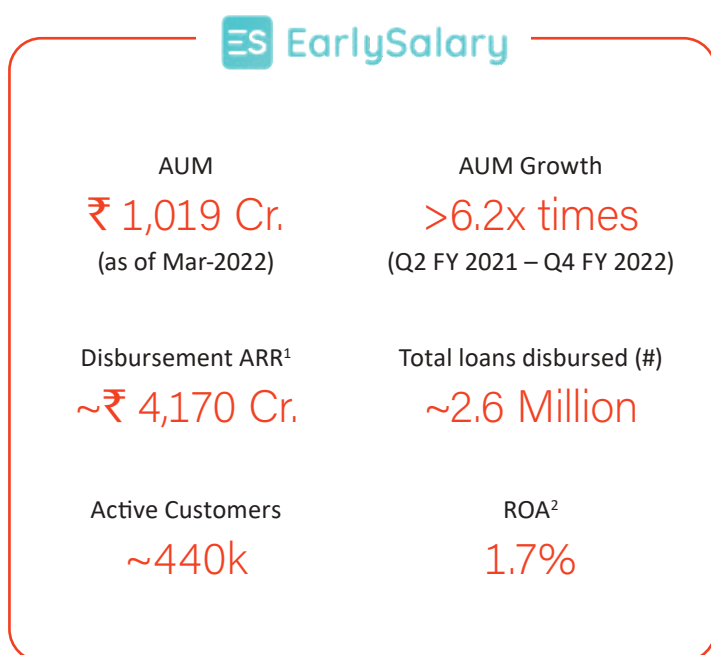 ES EarlySalary
AUM
₹ 1,019 Cr.
(as of Mar-2022)
AUM Growth
>6.2x times
(Q2 FY 2021 – Q4 FY 2022)
Disbursement ARR¹
~₹ 4,170 Cr.
Total loans disbursed (#)
~2.6 Million
Active Customers
~440k
ROA²
1.7%